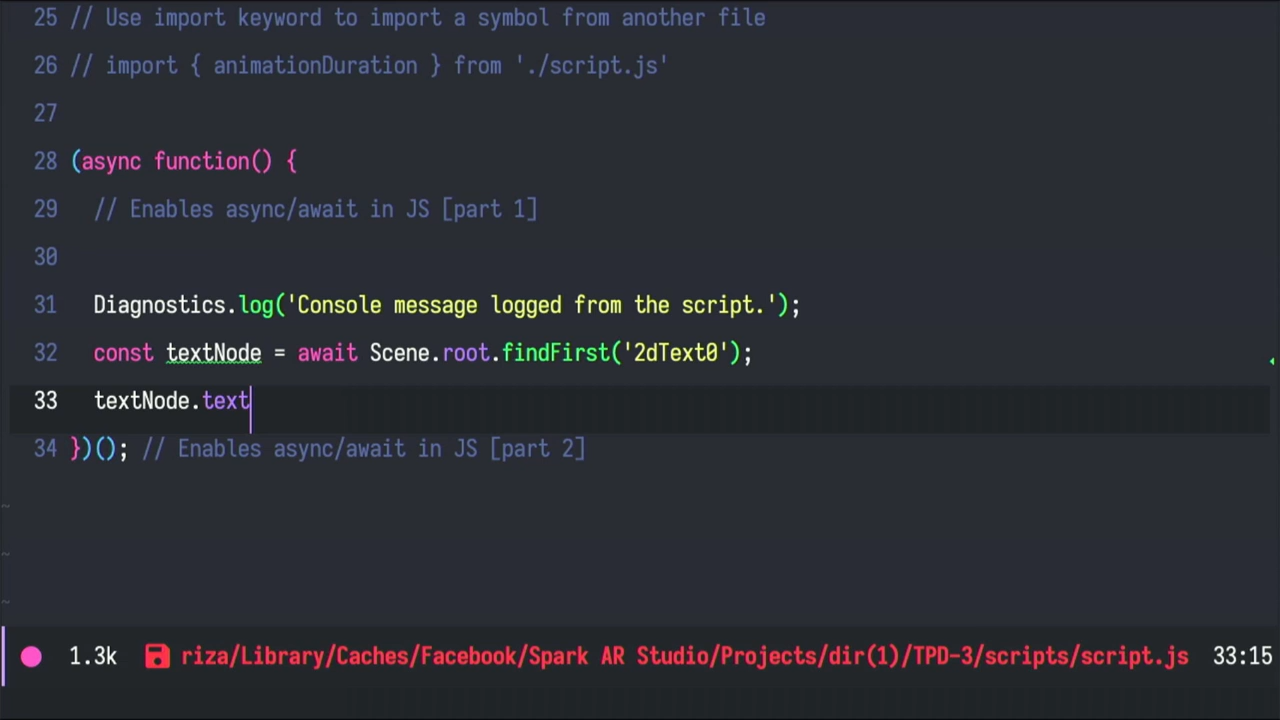 25 // Use import keyword to import a symbol from another file
26 // import { animationDuration } from './script.js'
27
28 (async function() {
29 // Enables async/await in JS [part 1]
30
31 Diagnostics.log('Console message logged from the script.');
32 const textNode = await Scene.root.findFirst('2dText0');
33 textNode.text
34 })(); // Enables async/await in JS [part 2]
~
~
~
1.3k riza/Library/Caches/Facebook/Spark AR Studio/Projects/dir(1)/TPD-3/scripts/script.js 33:15